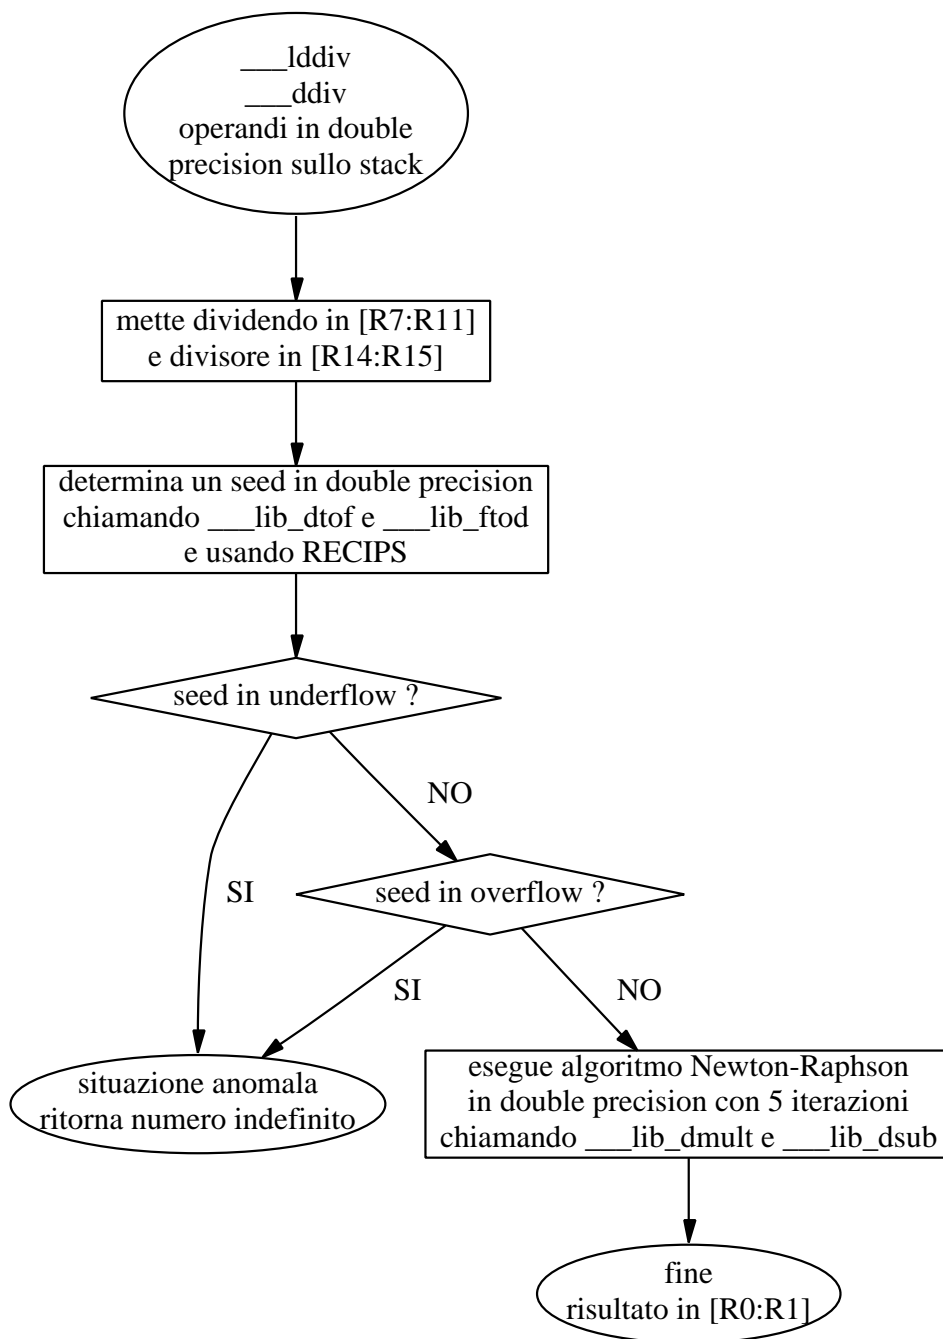 ___lddiv
___ddiv
operandi in double
precision sullo stack
mette dividendo in [R7:R11]
e divisore in [R14:R15]
determina un seed in double precision
chiamando ___lib_dtof e ___lib_ftod
e usando RECIPS
seed in underflow ?
NO
SI
seed in overflow ?
SI
NO
situazione anomala
ritorna numero indefinito
esegue algoritmo Newton-Raphson
in double precision con 5 iterazioni
chiamando ___lib_dmult e ___lib_dsub
fine
risultato in [R0:R1]